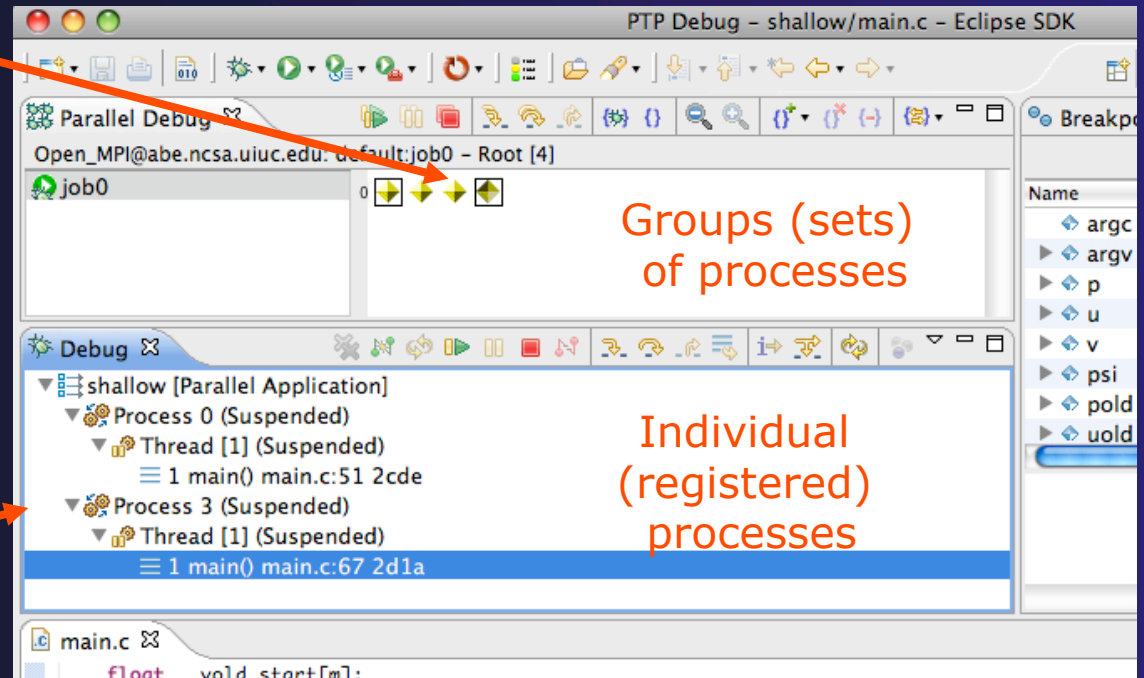 PTP Debug – shallow/main.c – Eclipse SDK
Parallel Debug
Open_MPI@abe.ncsa.uiuc.edu: default:job0 – Root [4]
job0
0
Groups (sets)
of processes
Breakpo
Name
argc
argv
p
u
v
psi
pold
uold
Debug
shallow [Parallel Application]
Process 0 (Suspended)
Thread [1] (Suspended)
1 main() main.c:51 2cde
Process 3 (Suspended)
Thread [1] (Suspended)
1 main() main.c:67 2d1a
Individual
(registered)
processes
main.c
float vold start[m];